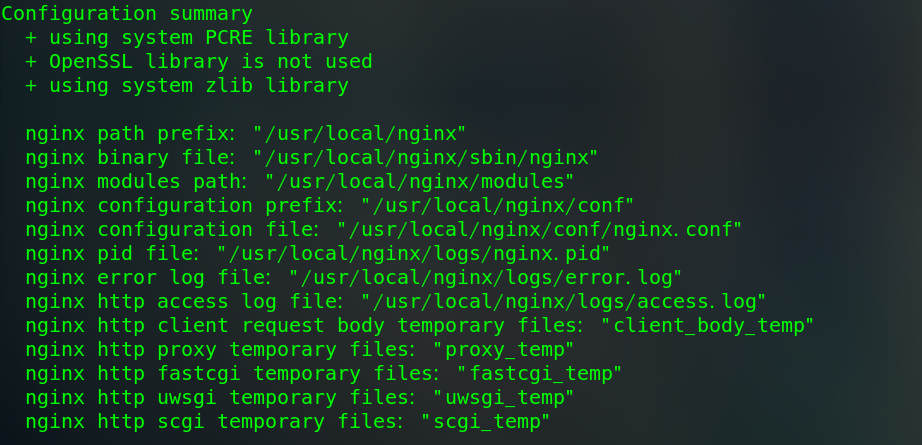 Configuration summary
+ using system PCRE library
+ OpenSSL library is not used
+ using system zlib library
nginx path prefix: "/usr/local/nginx"
nginx binary file: "/usr/local/nginx/sbin/nginx"
nginx modules path: "/usr/local/nginx/modules"
nginx configuration prefix: "/usr/local/nginx/conf"
nginx configuration file: "/usr/local/nginx/conf/nginx.conf"
nginx pid file: "/usr/local/nginx/logs/nginx.pid"
nginx error log file: "/usr/local/nginx/logs/error.log"
nginx http access log file: "/usr/local/nginx/logs/access.log"
nginx http client request body temporary files: "client_body_temp"
nginx http proxy temporary files: "proxy_temp"
nginx http fastcgi temporary files: "fastcgi_temp"
nginx http uwsgi temporary files: "uwsgi_temp"
nginx http scgi temporary files: "scgi_temp"